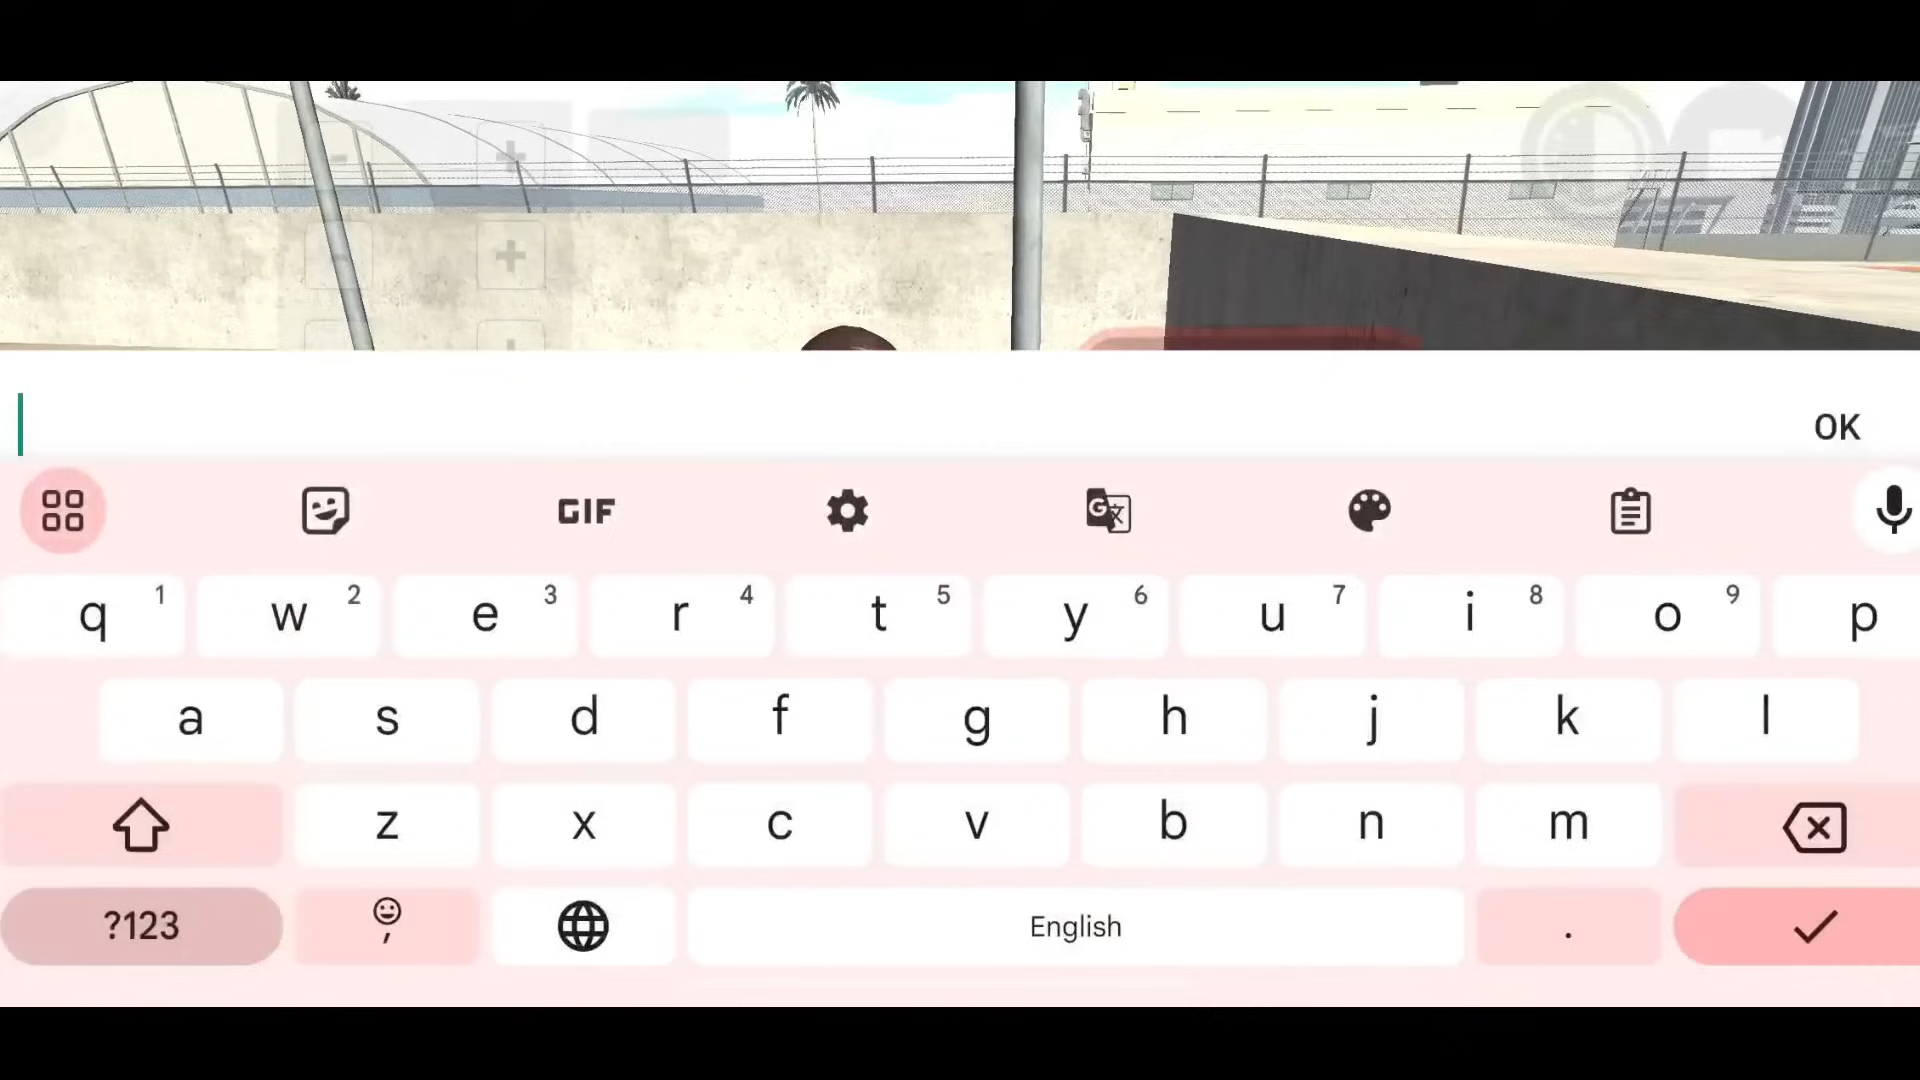 OK
GIF
q 1 w 2 e 3 r 4 t 5 y 6 u 7 i 8 o 9 p
a s d f g h j k l
z x c v b n m
?123 , English .